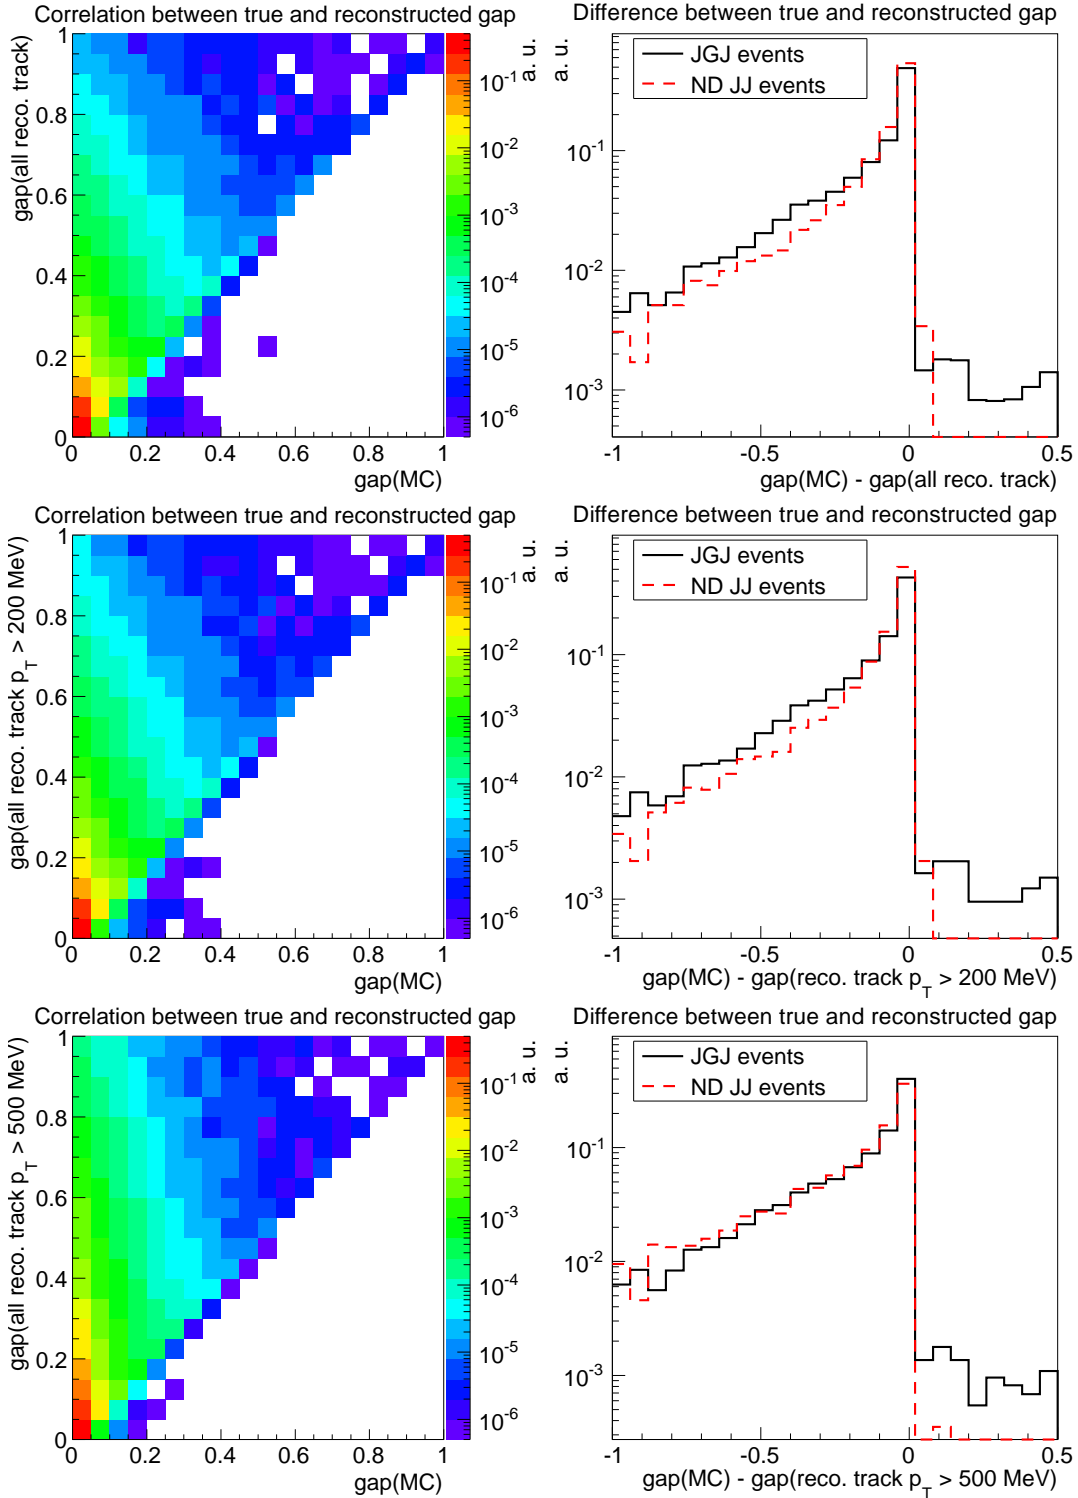 Correlation between true and reconstructed gap
gap(all reco. track)
1
0.8
0.6
0.4
0.2
0
0 0.2 0.4 0.6 0.8 1
gap(MC)
a. u.
10-1
10-2
10-3
10-4
10-5
10-6
Difference between true and reconstructed gap
a. u.
JGJ events
ND JJ events
10-1
10-2
10-3
-1 -0.5 0 0.5
gap(MC) - gap(all reco. track)
Correlation between true and reconstructed gap
gap(all reco. track pT > 200 MeV)
1
0.8
0.6
0.4
0.2
0
0 0.2 0.4 0.6 0.8 1
gap(MC)
a. u.
10-1
10-2
10-3
10-4
10-5
10-6
Difference between true and reconstructed gap
a. u.
JGJ events
ND JJ events
10-1
10-2
10-3
-1 -0.5 0 0.5
gap(MC) - gap(reco. track pT > 200 MeV)
Correlation between true and reconstructed gap
gap(all reco. track pT > 500 MeV)
1
0.8
0.6
0.4
0.2
0
0 0.2 0.4 0.6 0.8 1
gap(MC)
a. u.
10-1
10-2
10-3
10-4
10-5
10-6
Difference between true and reconstructed gap
a. u.
JGJ events
ND JJ events
10-1
10-2
10-3
-1 -0.5 0 0.5
gap(MC) - gap(reco. track pT > 500 MeV)